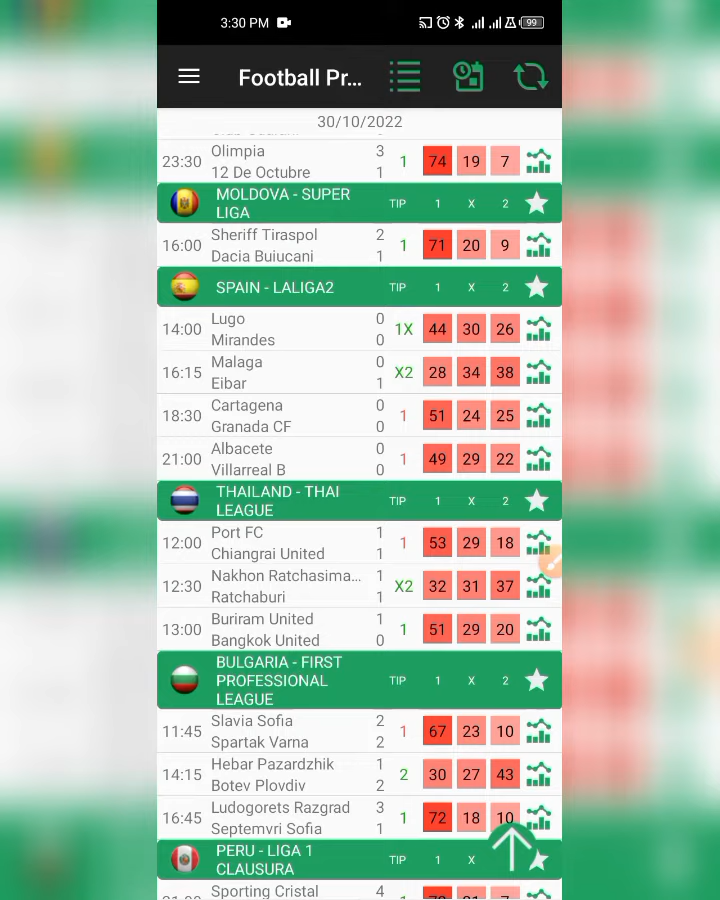 3:30 PM 99
Football Pr...
30/10/2022
23:30 Olimpia 3 1 74 19 7
12 De Octubre 1
MOLDOVA - SUPER LIGA TIP 1 X 2
16:00 Sheriff Tiraspol 2 1 71 20 9
Dacia Buiucani 1
SPAIN - LALIGA2 TIP 1 X 2
14:00 Lugo 0 1X 44 30 26
Mirandes 0
16:15 Malaga 0 X2 28 34 38
Eibar 1
18:30 Cartagena 0 1 51 24 25
Granada CF 0
21:00 Albacete 0 1 49 29 22
Villarreal B 0
THAILAND - THAI LEAGUE TIP 1 X 2
12:00 Port FC 1 1 53 29 18
Chiangrai United 1
12:30 Nakhon Ratchasima... 1 X2 32 31 37
Ratchaburi 1
13:00 Buriram United 1 1 51 29 20
Bangkok United 0
BULGARIA - FIRST PROFESSIONAL LEAGUE TIP 1 X 2
11:45 Slavia Sofia 2 1 67 23 10
Spartak Varna 2
14:15 Hebar Pazardzhik 1 2 30 27 43
Botev Plovdiv 2
16:45 Ludogorets Razgrad 3 1 72 18 10
Septemvri Sofia 1
PERU - LIGA 1 CLAUSURA TIP 1 X
Sporting Cristal 4